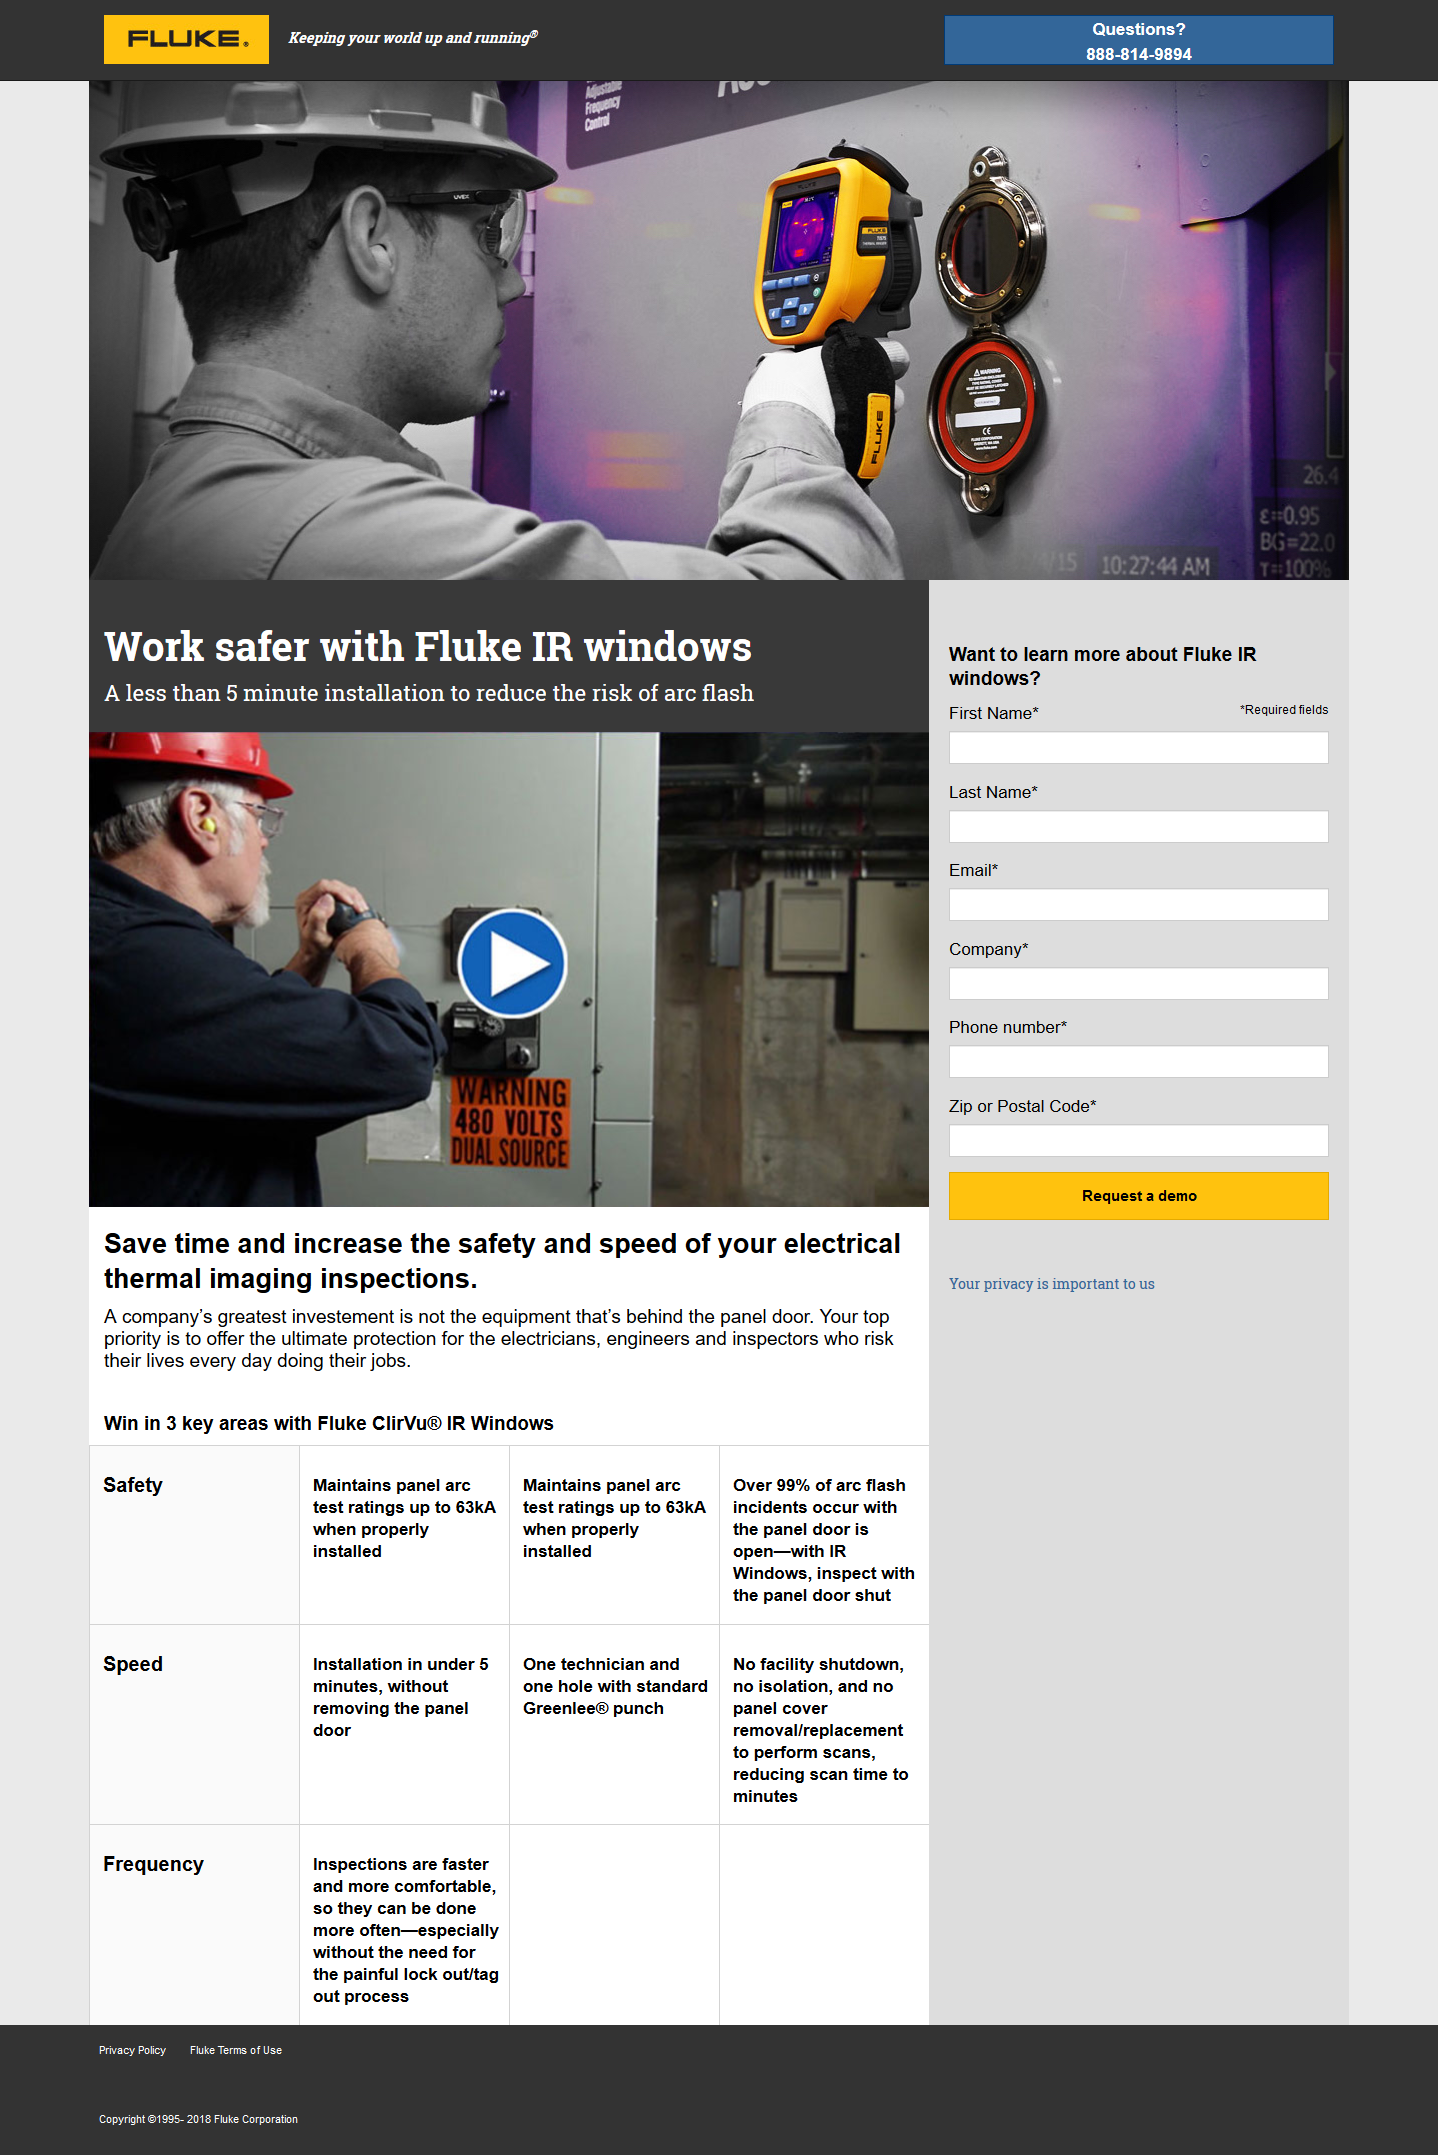 FLUKE®
Keeping your world up and running®
Questions?
888-814-9894
Adjustable
Frequency
Control
UVEX
FLUKE
FLUKE
WARNING
CE
FLUKE
26.4
ε=0.95
BG=22.0
τ=100%
/15
10:27:44 AM
Work safer with Fluke IR windows
A less than 5 minute installation to reduce the risk of arc flash
WARNING
480 VOLTS
DUAL SOURCE
Want to learn more about Fluke IR
windows?
First Name*
*Required fields
Last Name*
Email*
Company*
Phone number*
Zip or Postal Code*
Request a demo
Your privacy is important to us
Save time and increase the safety and speed of your electrical
thermal imaging inspections.
A company's greatest investement is not the equipment that's behind the panel door. Your top
priority is to offer the ultimate protection for the electricians, engineers and inspectors who risk
their lives every day doing their jobs.
Win in 3 key areas with Fluke ClirVu® IR Windows
Safety
Maintains panel arc
test ratings up to 63kA
when properly
installed
Maintains panel arc
test ratings up to 63kA
when properly
installed
Over 99% of arc flash
incidents occur with
the panel door is
open—with IR
Windows, inspect with
the panel door shut
Speed
Installation in under 5
minutes, without
removing the panel
door
One technician and
one hole with standard
Greenlee® punch
No facility shutdown,
no isolation, and no
panel cover
removal/replacement
to perform scans,
reducing scan time to
minutes
Frequency
Inspections are faster
and more comfortable,
so they can be done
more often—especially
without the need for
the painful lock out/tag
out process
Privacy Policy
Fluke Terms of Use
Copyright ©1995- 2018 Fluke Corporation